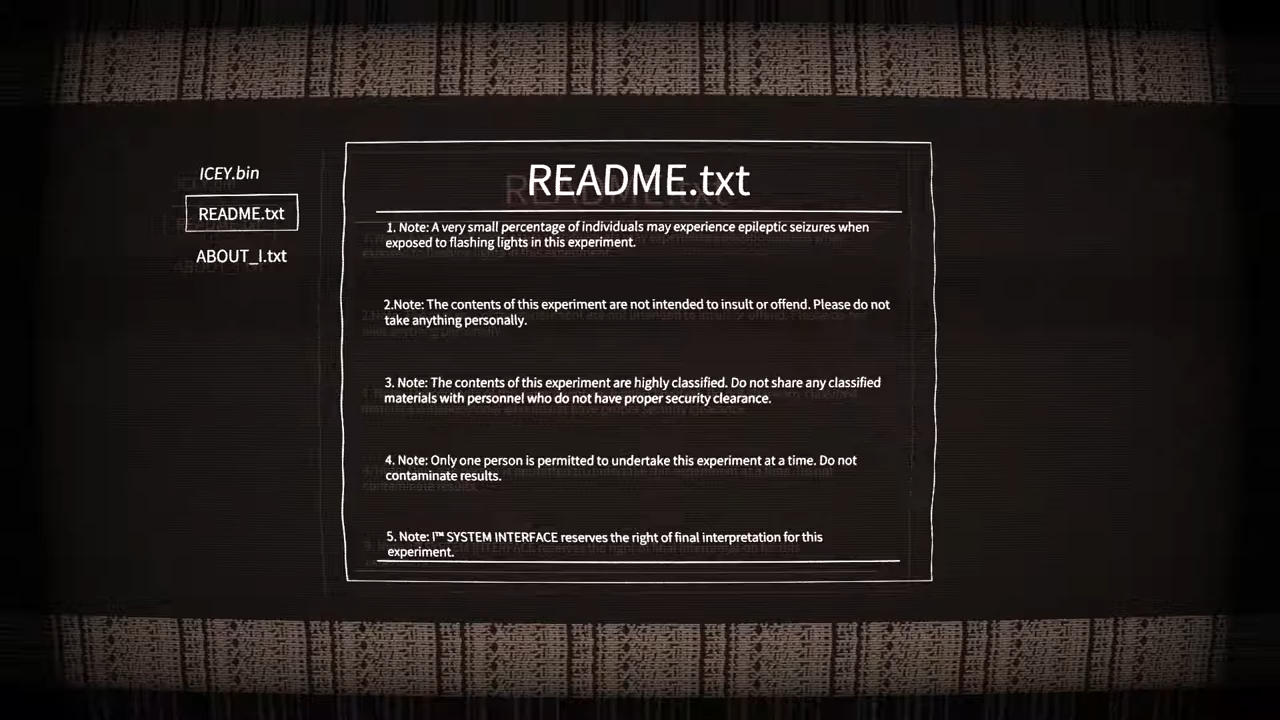 ICEY.bin
README.txt
ABOUT_I.txt
README.txt
1. Note: A very small percentage of individuals may experience epileptic seizures when
exposed to flashing lights in this experiment.
2.Note: The contents of this experiment are not intended to insult or offend. Please do not
take anything personally.
3. Note: The contents of this experiment are highly classified. Do not share any classified
materials with personnel who do not have proper security clearance.
4. Note: Only one person is permitted to undertake this experiment at a time. Do not
contaminate results.
5. Note: I™ SYSTEM INTERFACE reserves the right of final interpretation for this
experiment.